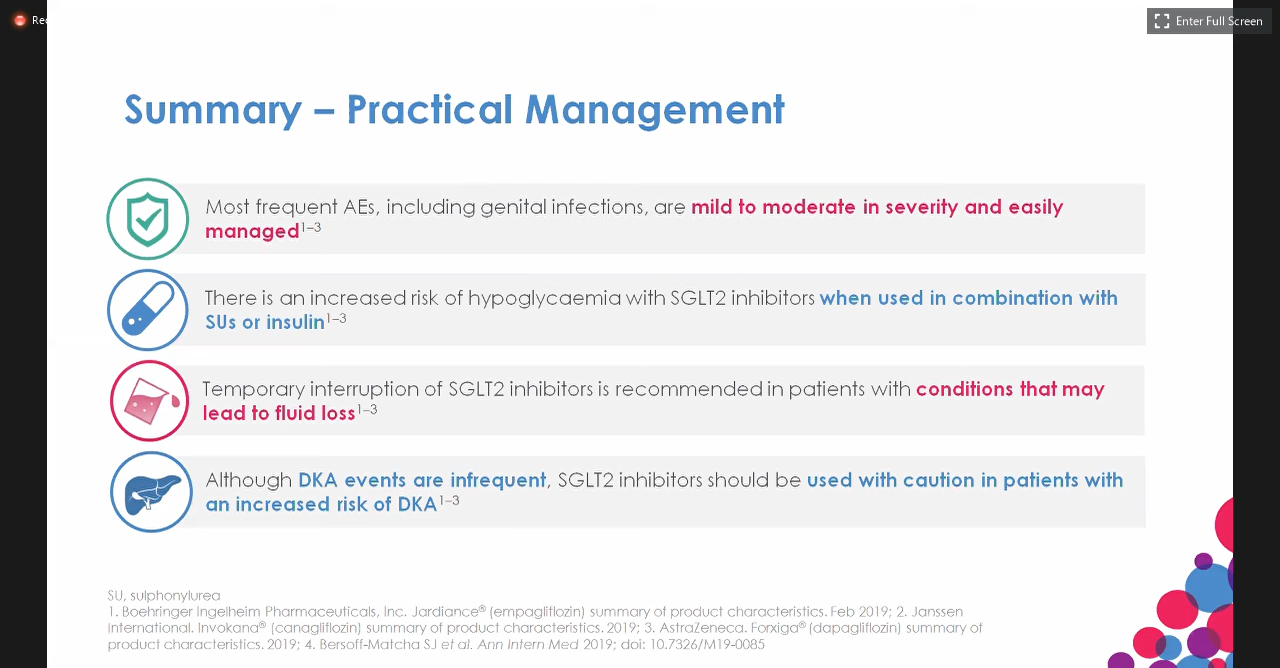 Rec
Enter Full Screen
Summary – Practical Management
Most frequent AEs, including genital infections, are mild to moderate in severity and easily
managed1–3
There is an increased risk of hypoglycaemia with SGLT2 inhibitors when used in combination with
SUs or insulin1–3
Temporary interruption of SGLT2 inhibitors is recommended in patients with conditions that may
lead to fluid loss1–3
Although DKA events are infrequent, SGLT2 inhibitors should be used with caution in patients with
an increased risk of DKA1–3
SU, sulphonylurea
1. Boehringer Ingelheim Pharmaceuticals, Inc. Jardiance® (empagliflozin) summary of product characteristics. Feb 2019; 2. Janssen
International. Invokana® (canagliflozin) summary of product characteristics. 2019; 3. AstraZeneca. Forxiga® (dapagliflozin) summary of
product characteristics. 2019; 4. Bersoff-Matcha SJ et al. Ann Intern Med 2019; doi: 10.7326/M19-0085